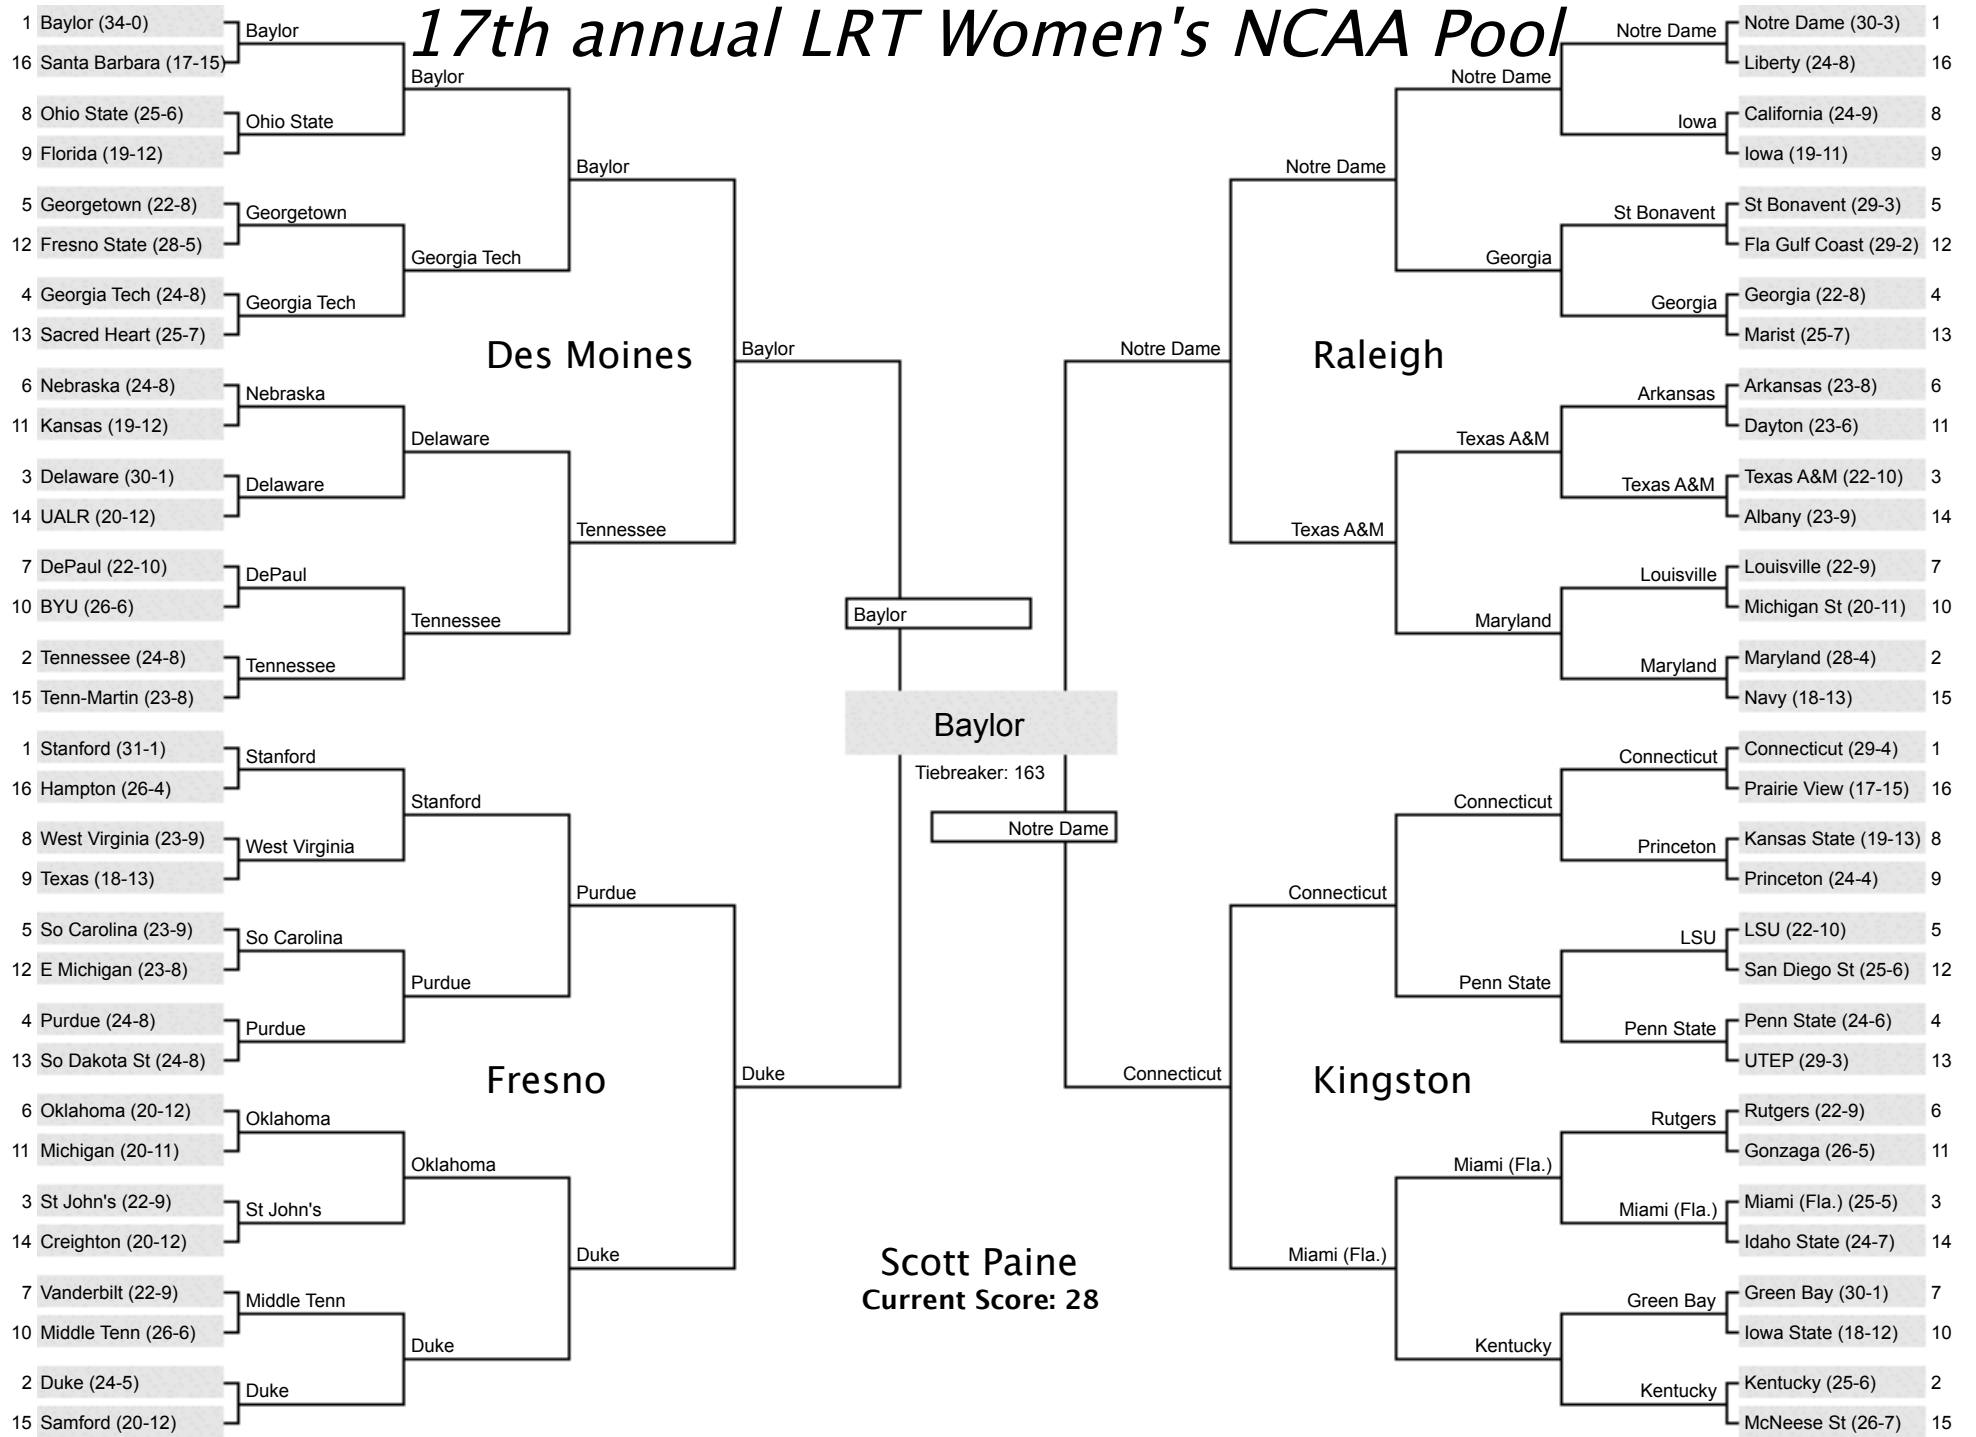 17th annual LRT Women's NCAA Pool
1 Baylor (34-0)
16 Santa Barbara (17-15)
8 Ohio State (25-6)
9 Florida (19-12)
5 Georgetown (22-8)
12 Fresno State (28-5)
4 Georgia Tech (24-8)
13 Sacred Heart (25-7)
6 Nebraska (24-8)
11 Kansas (19-12)
3 Delaware (30-1)
14 UALR (20-12)
7 DePaul (22-10)
10 BYU (26-6)
2 Tennessee (24-8)
15 Tenn-Martin (23-8)
Baylor
Ohio State
Georgetown
Georgia Tech
Nebraska
Delaware
DePaul
Tennessee
Baylor
Georgia Tech
Delaware
Tennessee
Baylor
Tennessee
Des Moines
Baylor
1 Stanford (31-1)
16 Hampton (26-4)
8 West Virginia (23-9)
9 Texas (18-13)
5 So Carolina (23-9)
12 E Michigan (23-8)
4 Purdue (24-8)
13 So Dakota St (24-8)
6 Oklahoma (20-12)
11 Michigan (20-11)
3 St John's (22-9)
14 Creighton (20-12)
7 Vanderbilt (22-9)
10 Middle Tenn (26-6)
2 Duke (24-5)
15 Samford (20-12)
Stanford
West Virginia
So Carolina
Purdue
Oklahoma
St John's
Middle Tenn
Duke
Stanford
Purdue
Oklahoma
Duke
Purdue
Duke
Fresno
Duke
Baylor
Baylor
Tiebreaker: 163
Notre Dame
Scott Paine
Current Score: 28
Notre Dame
Raleigh
Notre Dame
Texas A&M
Notre Dame
Georgia
Texas A&M
Maryland
Notre Dame
Iowa
St Bonavent
Georgia
Arkansas
Texas A&M
Louisville
Maryland
Notre Dame (30-3) 1
Liberty (24-8) 16
California (24-9) 8
Iowa (19-11) 9
St Bonavent (29-3) 5
Fla Gulf Coast (29-2) 12
Georgia (22-8) 4
Marist (25-7) 13
Arkansas (23-8) 6
Dayton (23-6) 11
Texas A&M (22-10) 3
Albany (23-9) 14
Louisville (22-9) 7
Michigan St (20-11) 10
Maryland (28-4) 2
Navy (18-13) 15
Connecticut
Kingston
Connecticut
Miami (Fla.)
Connecticut
Penn State
Miami (Fla.)
Kentucky
Connecticut
Princeton
LSU
Penn State
Rutgers
Miami (Fla.)
Green Bay
Kentucky
Connecticut (29-4) 1
Prairie View (17-15) 16
Kansas State (19-13) 8
Princeton (24-4) 9
LSU (22-10) 5
San Diego St (25-6) 12
Penn State (24-6) 4
UTEP (29-3) 13
Rutgers (22-9) 6
Gonzaga (26-5) 11
Miami (Fla.) (25-5) 3
Idaho State (24-7) 14
Green Bay (30-1) 7
Iowa State (18-12) 10
Kentucky (25-6) 2
McNeese St (26-7) 15